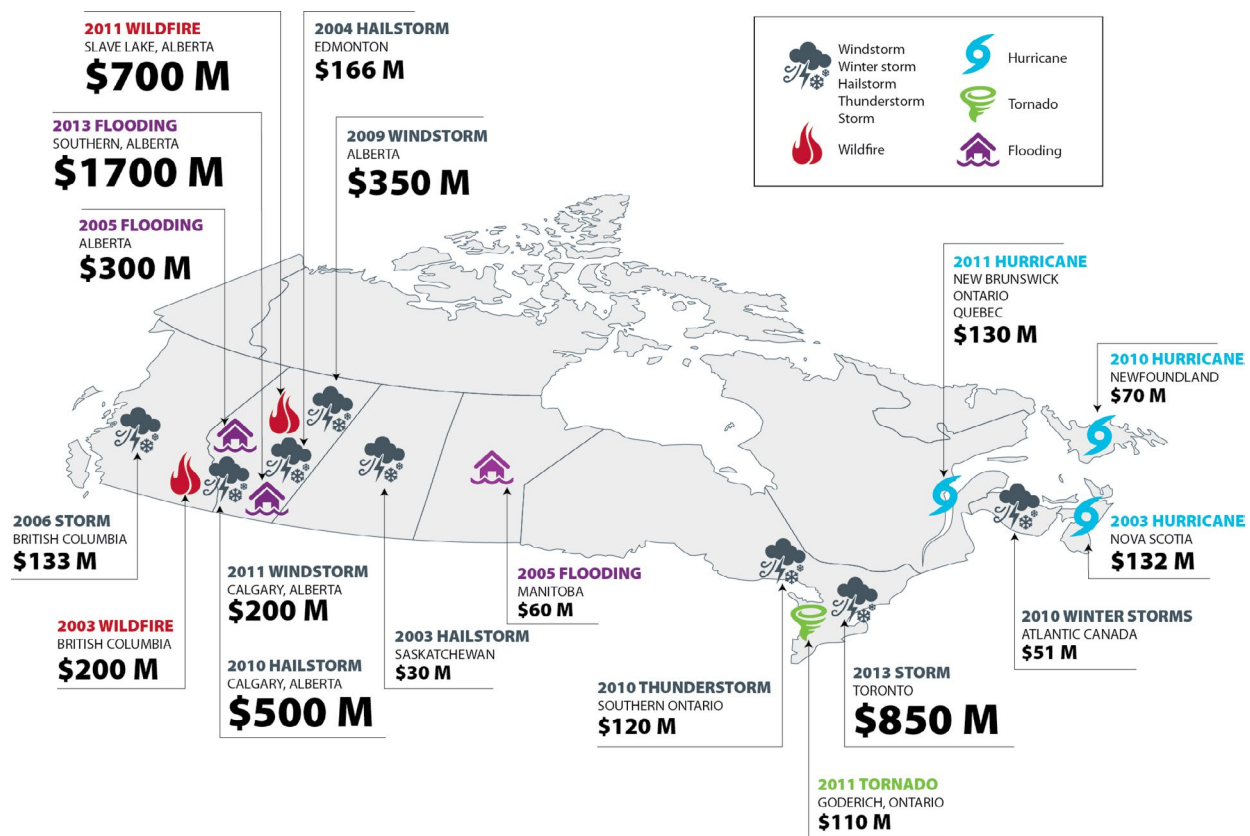 2011 WILDFIRE
SLAVE LAKE, ALBERTA
$700 M
2004 HAILSTORM
EDMONTON
$166 M
2013 FLOODING
SOUTHERN, ALBERTA
$1700 M
2009 WINDSTORM
ALBERTA
$350 M
2005 FLOODING
ALBERTA
$300 M
Windstorm
Winter storm
Hailstorm
Thunderstorm
Storm
Wildfire
Hurricane
Tornado
Flooding
2011 HURRICANE
NEW BRUNSWICK
ONTARIO
QUEBEC
$130 M
2010 HURRICANE
NEWFOUNDLAND
$70 M
2006 STORM
BRITISH COLUMBIA
$133 M
2003 WILDFIRE
BRITISH COLUMBIA
$200 M
2011 WINDSTORM
CALGARY, ALBERTA
$200 M
2010 HAILSTORM
CALGARY, ALBERTA
$500 M
2003 HAILSTORM
SASKATCHEWAN
$30 M
2005 FLOODING
MANITOBA
$60 M
2010 THUNDERSTORM
SOUTHERN ONTARIO
$120 M
2013 STORM
TORONTO
$850 M
2011 TORNADO
GODERICH, ONTARIO
$110 M
2003 HURRICANE
NOVA SCOTIA
$132 M
2010 WINTER STORMS
ATLANTIC CANADA
$51 M